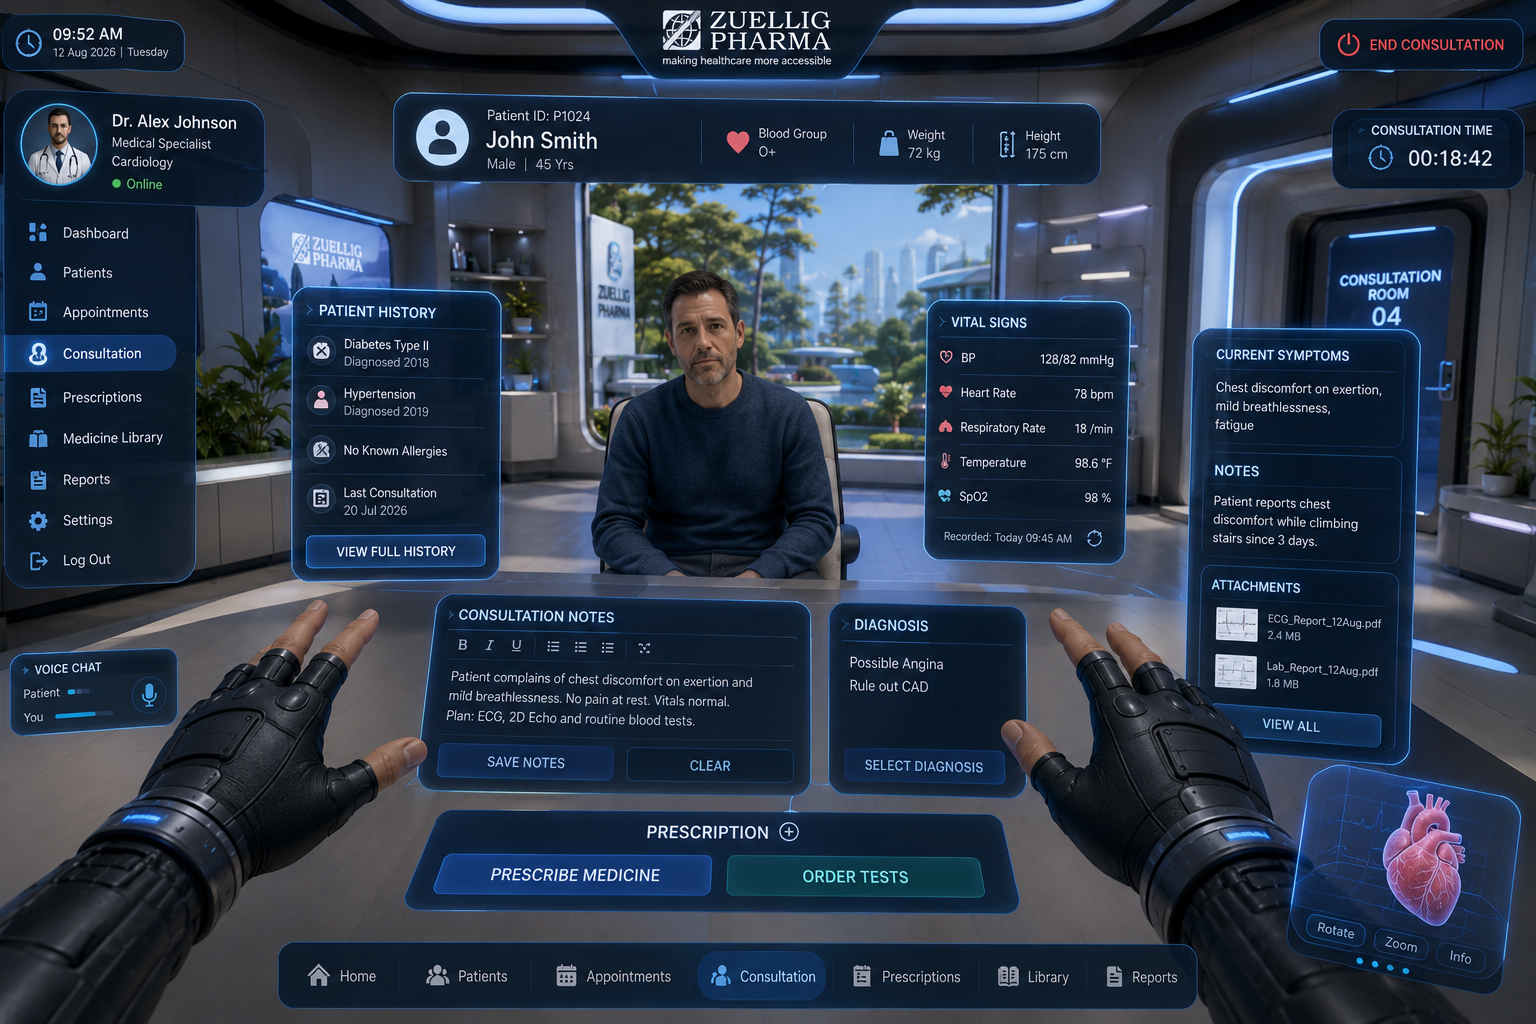 09:52 AM
12 Aug 2026 | Tuesday
ZUELLIG
PHARMA
making healthcare more accessible
END CONSULTATION
Dr. Alex Johnson
Medical Specialist
Cardiology
Online
Patient ID: P1024
John Smith
Male | 45 Yrs
Blood Group
O+
Weight
72 kg
Height
175 cm
CONSULTATION TIME
00:18:42
Dashboard
Patients
Appointments
Consultation
Prescriptions
Medicine Library
Reports
Settings
Log Out
ZUELLIG
PHARMA
ZUELLIG
PHARMA
CONSULTATION
ROOM
04
PATIENT HISTORY
Diabetes Type II
Diagnosed 2018
Hypertension
Diagnosed 2019
No Known Allergies
Last Consultation
20 Jul 2026
VIEW FULL HISTORY
VITAL SIGNS
BP 128/82 mmHg
Heart Rate 78 bpm
Respiratory Rate 18 /min
Temperature 98.6 °F
SpO2 98 %
Recorded: Today 09:45 AM
CURRENT SYMPTOMS
Chest discomfort on exertion,
mild breathlessness,
fatigue
NOTES
Patient reports chest
discomfort while climbing
stairs since 3 days.
ATTACHMENTS
ECG_Report_12Aug.pdf
2.4 MB
Lab_Report_12Aug.pdf
1.8 MB
VIEW ALL
VOICE CHAT
Patient
You
CONSULTATION NOTES
B I U
Patient complains of chest discomfort on exertion and
mild breathlessness. No pain at rest. Vitals normal.
Plan: ECG, 2D Echo and routine blood tests.
SAVE NOTES
CLEAR
DIAGNOSIS
Possible Angina
Rule out CAD
SELECT DIAGNOSIS
PRESCRIPTION
PRESCRIBE MEDICINE
ORDER TESTS
Rotate
Zoom
Info
Home
Patients
Appointments
Consultation
Prescriptions
Library
Reports